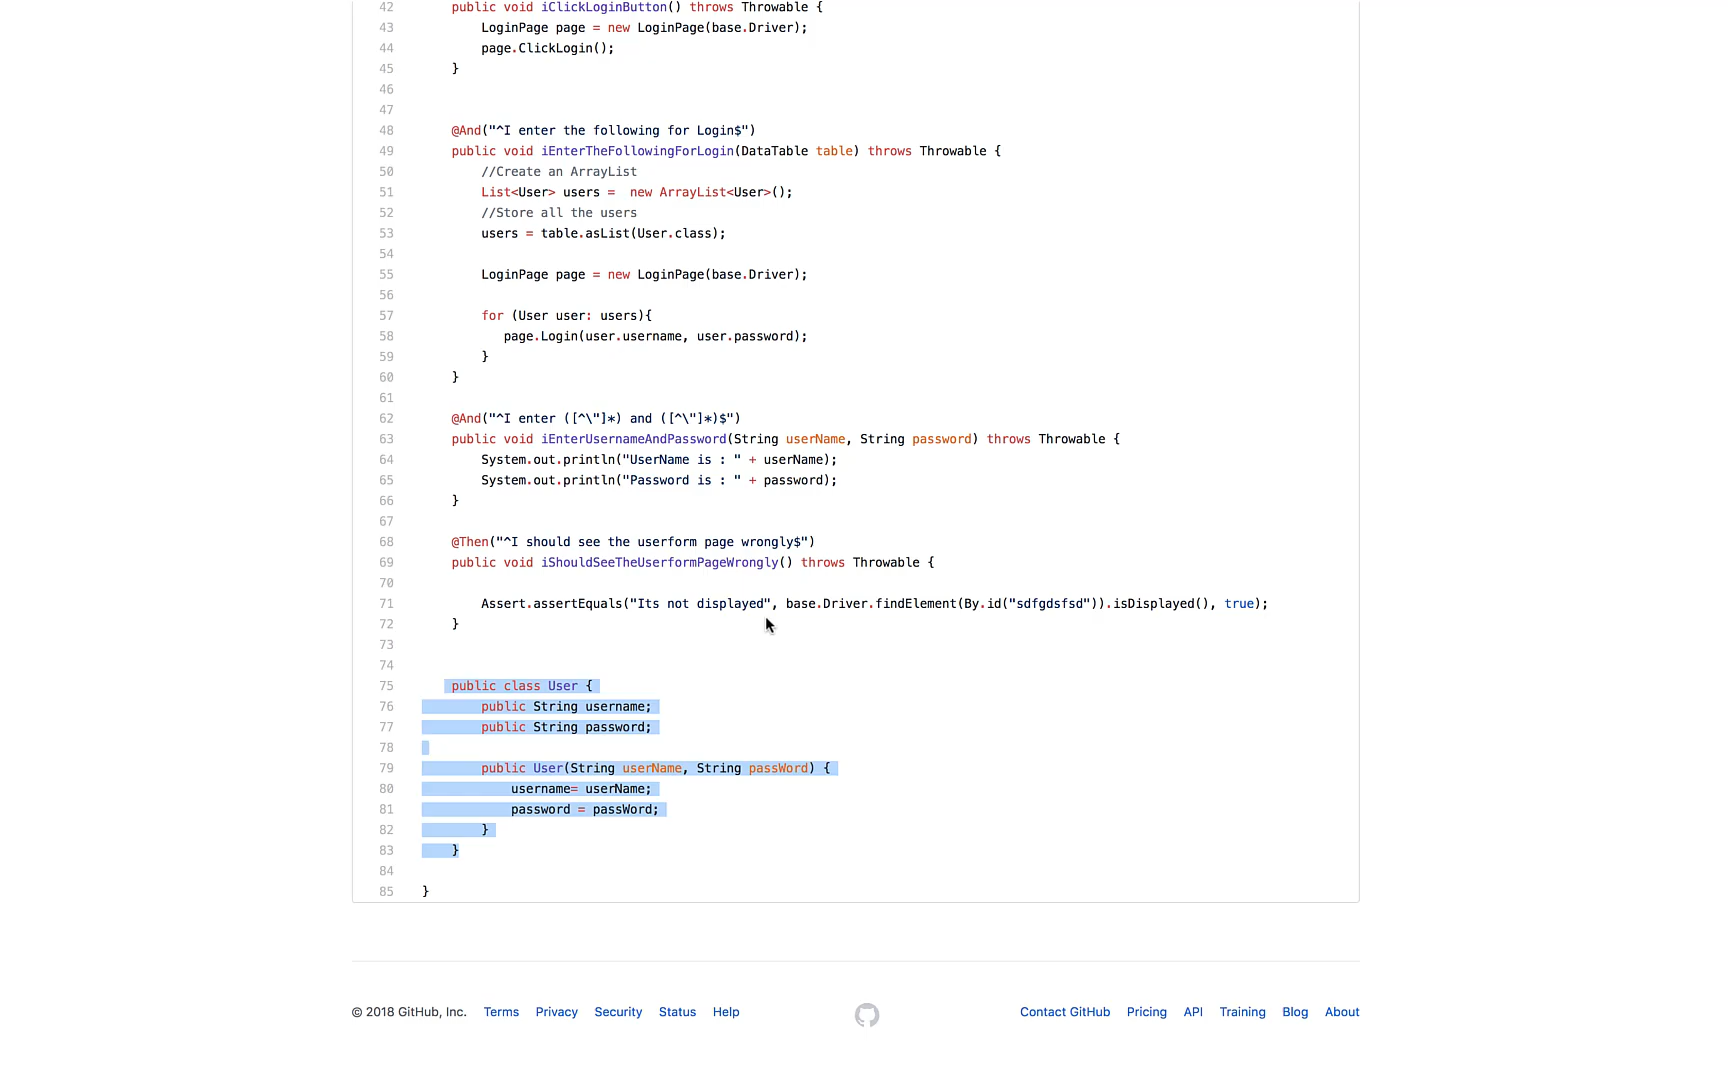 42 public void iClickLoginButton() throws Throwable {
43 LoginPage page = new LoginPage(base.Driver);
44 page.ClickLogin();
45 }
46
47
48 @And("^I enter the following for Login$")
49 public void iEnterTheFollowingForLogin(DataTable table) throws Throwable {
50 //Create an ArrayList
51 List<User> users =  new ArrayList<User>();
52 //Store all the users
53 users = table.asList(User.class);
54
55 LoginPage page = new LoginPage(base.Driver);
56
57 for (User user: users){
58 page.Login(user.username, user.password);
59 }
60 }
61
62 @And("^I enter ([^\"]*) and ([^\"]*)$")
63 public void iEnterUsernameAndPassword(String userName, String password) throws Throwable {
64 System.out.println("UserName is : " + userName);
65 System.out.println("Password is : " + password);
66 }
67
68 @Then("^I should see the userform page wrongly$")
69 public void iShouldSeeTheUserformPageWrongly() throws Throwable {
70
71 Assert.assertEquals("Its not displayed", base.Driver.findElement(By.id("sdfgdsfsd")).isDisplayed(), true);
72 }
73
74
75 public class User {
76 public String username;
77 public String password;
78
79 public User(String userName, String passWord) {
80 username= userName;
81 password = passWord;
82 }
83 }
84
85 }
© 2018 GitHub, Inc. Terms Privacy Security Status Help Contact GitHub Pricing API Training Blog About